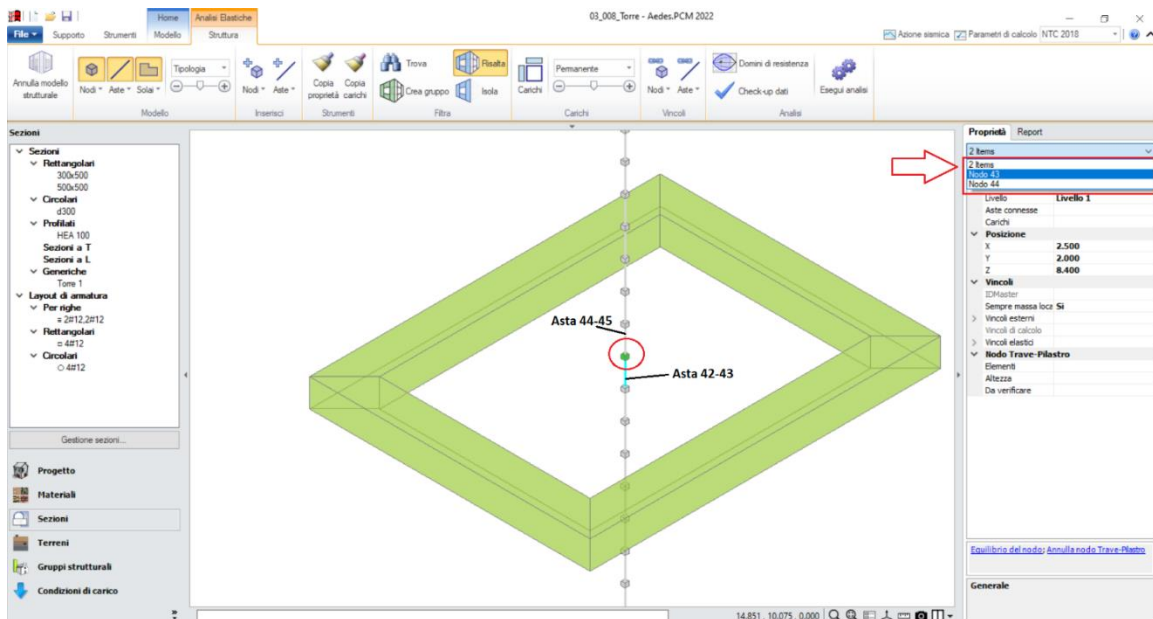 Home Analisi Elastiche 03_008_Torre - Aedes.PCM 2022
File Supporto Strumenti Modello Struttura Azione sismica Parametri di calcolo NTC 2018
Annulla modello strutturale
Nodi Aste Solai Tipologia
Modello
Nodi Aste
Inserisci
Copia proprietà Copia carichi
Strumenti
Trova
Crea gruppo
Risalta
Isola
Filtra
Carichi
Permanente
Carichi
Nodi Aste
Vincoli
Domini di resistenza
Check-up dati
Esegui analisi
Analisi
Sezioni
Sezioni
Rettangolari
300x500
500x500
Circolari
d300
Profilati
HEA 100
Sezioni a T
Sezioni a L
Generiche
Torre 1
Layout di armatura
Per righe
2#12,2#12
Rettangolari
4#12
Circolari
4#12
Gestione sezioni...
Progetto
Materiali
Sezioni
Terreni
Gruppi strutturali
Condizioni di carico
Asta 44-45
Asta 42-43
14.851 , 10.075 , 0.000
Proprietà Report
2 Items
2 Items
Nodo 43
Nodo 44
Livello Livello 1
Aste connesse
Carichi
Posizione
X 2.500
Y 2.000
Z 8.400
Vincoli
IDMaster
Sempre massa loca Sì
Vincoli esterni
Vincoli di calcolo
Vincoli elastici
Nodo Trave-Pilastro
Elementi
Altezza
Da verificare
Equilibrio del nodo; Annulla nodo Trave-Pilastro
Generale